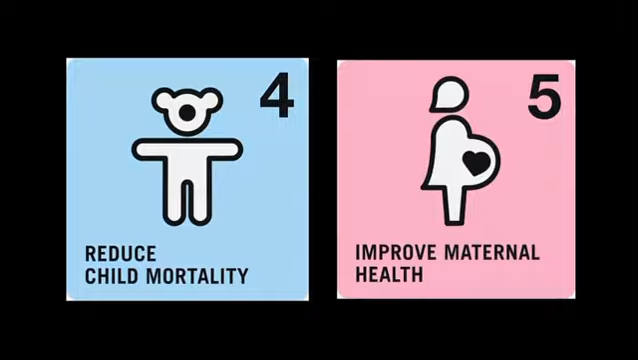 4
REDUCE
CHILD MORTALITY
5
IMPROVE MATERNAL
HEALTH